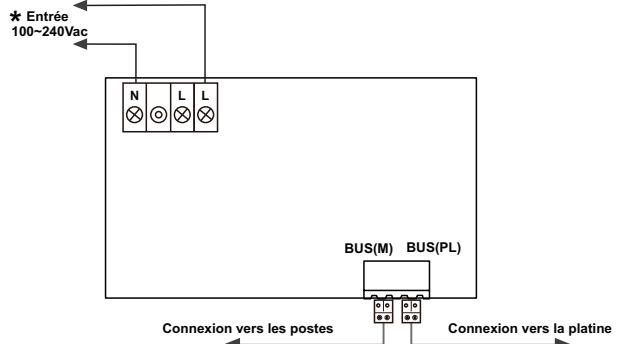 * Entrée
100~240Vac
N L L
BUS(M) BUS(PL)
Connexion vers les postes Connexion vers la platine